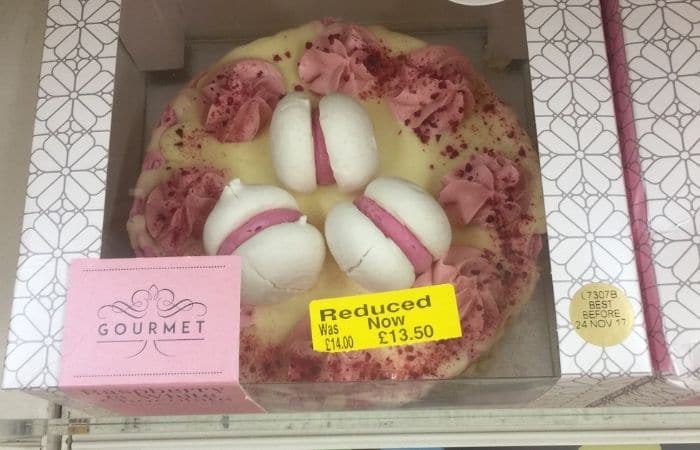 Reduced
Was Now
£14.00 £13.50
GOURMET
L7307B
BEST
BEFORE
24 NOV 17